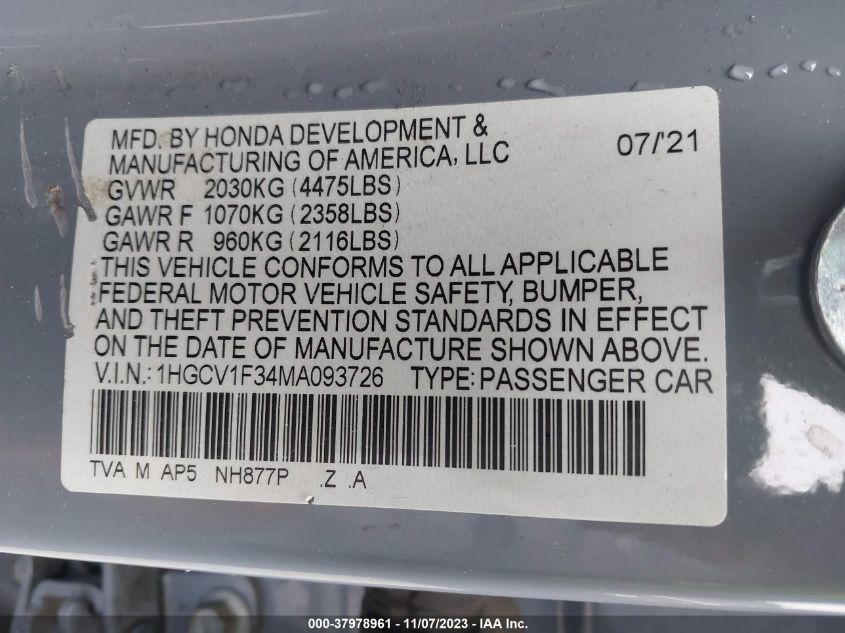 MFD. BY HONDA DEVELOPMENT &
MANUFACTURING OF AMERICA, LLC 07/'21
GVWR 2030KG (4475LBS)
GAWR F 1070KG (2358LBS)
GAWR R 960KG (2116LBS)
THIS VEHICLE CONFORMS TO ALL APPLICABLE
FEDERAL MOTOR VEHICLE SAFETY, BUMPER,
AND THEFT PREVENTION STANDARDS IN EFFECT
ON THE DATE OF MANUFACTURE SHOWN ABOVE.
V.I.N.: 1HGCV1F34MA093726 TYPE: PASSENGER CAR
TVA M AP5 NH877P .Z .A
000-37978961 - 11/07/2023 - IAAI.COM